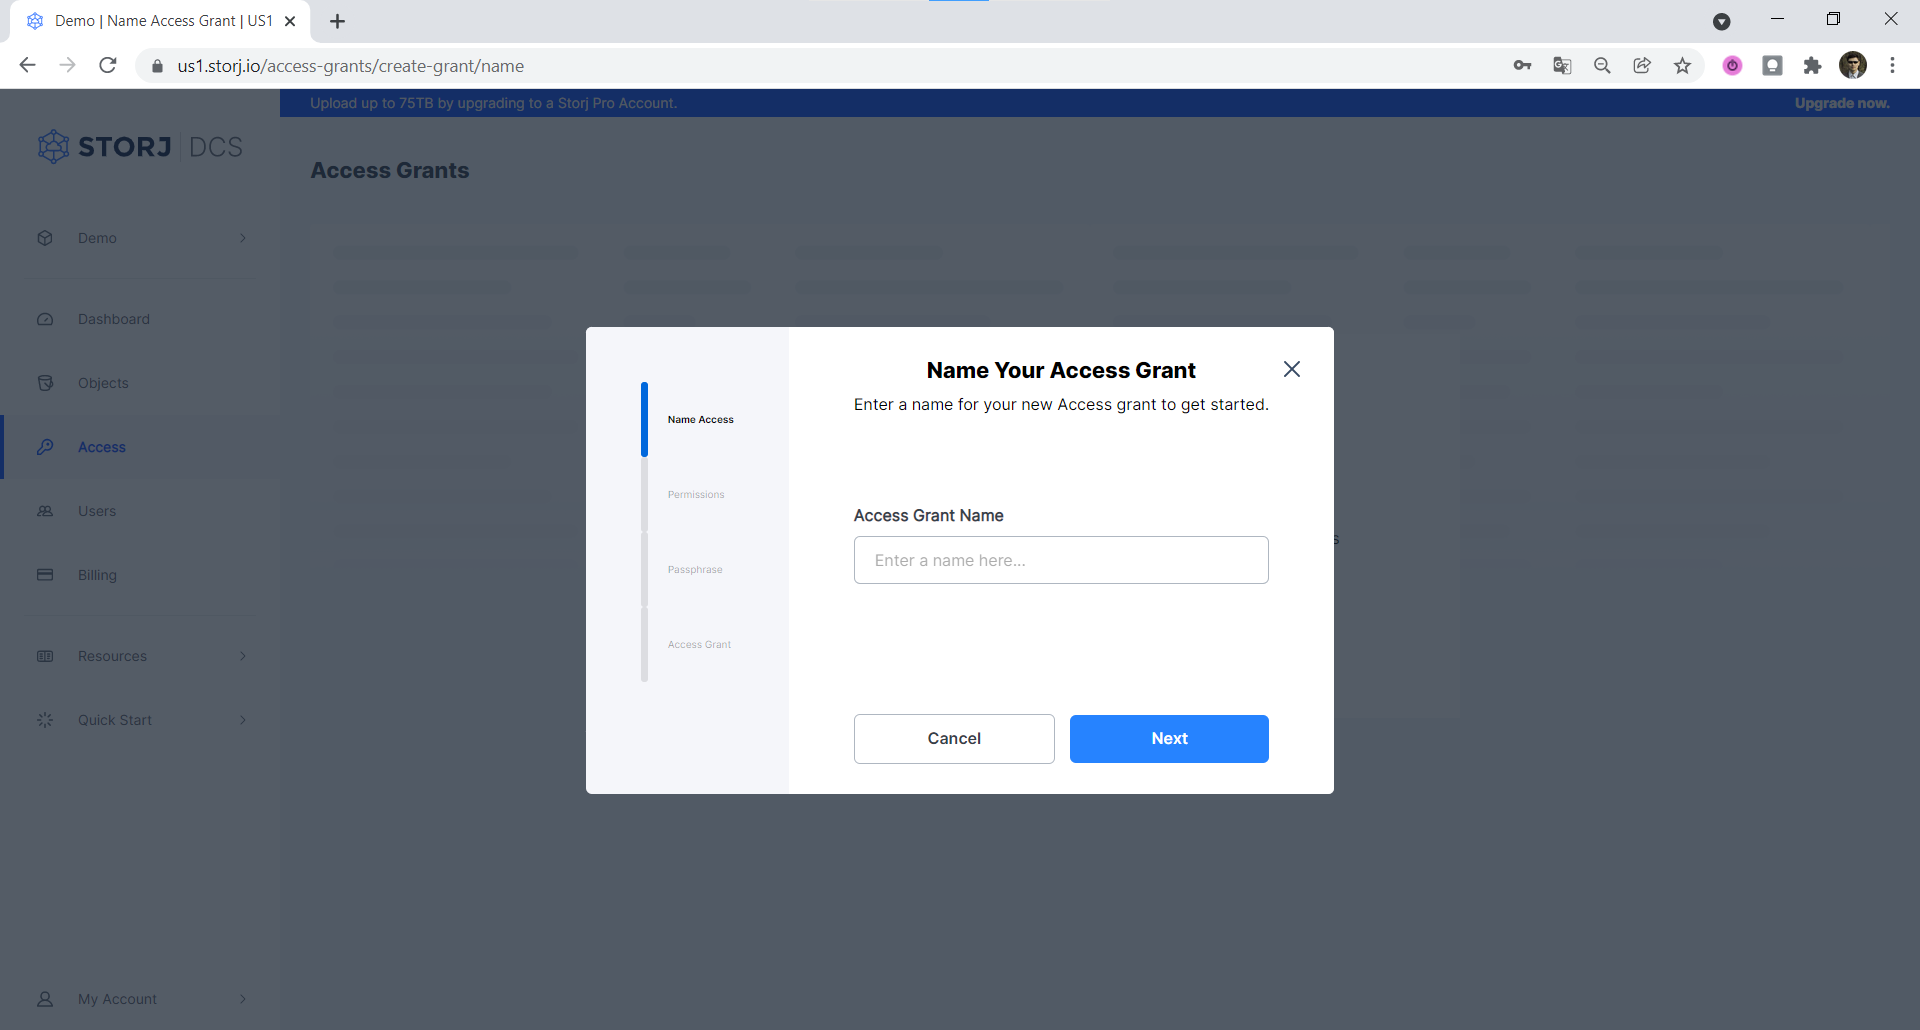 Demo | Name Access Grant | US1
us1.storj.io/access-grants/create-grant/name
Upload up to 75TB by upgrading to a Storj Pro Account.
Upgrade now.
STORJ | DCS
Access Grants
Demo
Dashboard
Objects
Access
Users
Billing
Resources
Quick Start
My Account
Name Access
Permissions
Passphrase
Access Grant
Name Your Access Grant
Enter a name for your new Access grant to get started.
Access Grant Name
Enter a name here...
Cancel
Next
s